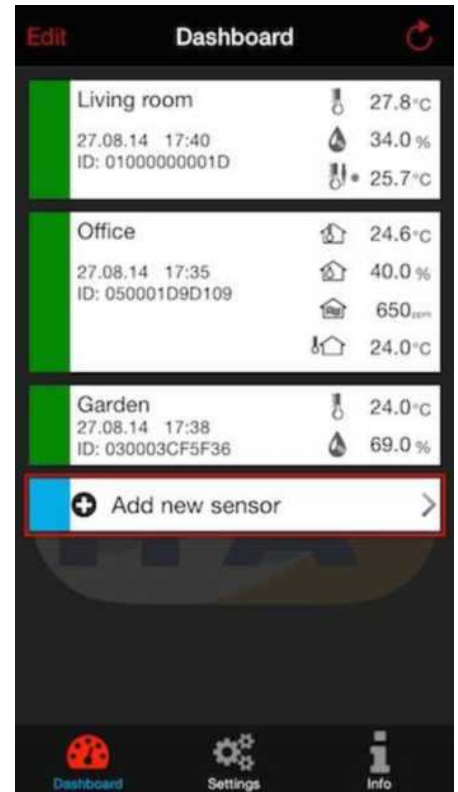 Edit Dashboard
Living room 27.8°C
27.08.14 17:40 34.0 %
ID: 01000000001D 25.7°C
Office 24.6°C
27.08.14 17:35 40.0 %
ID: 050001D9D109 650 ppm
24.0°C
Garden 24.0°C
27.08.14 17:38
ID: 030003CF5F36 69.0 %
Add new sensor
Dashboard Settings Info